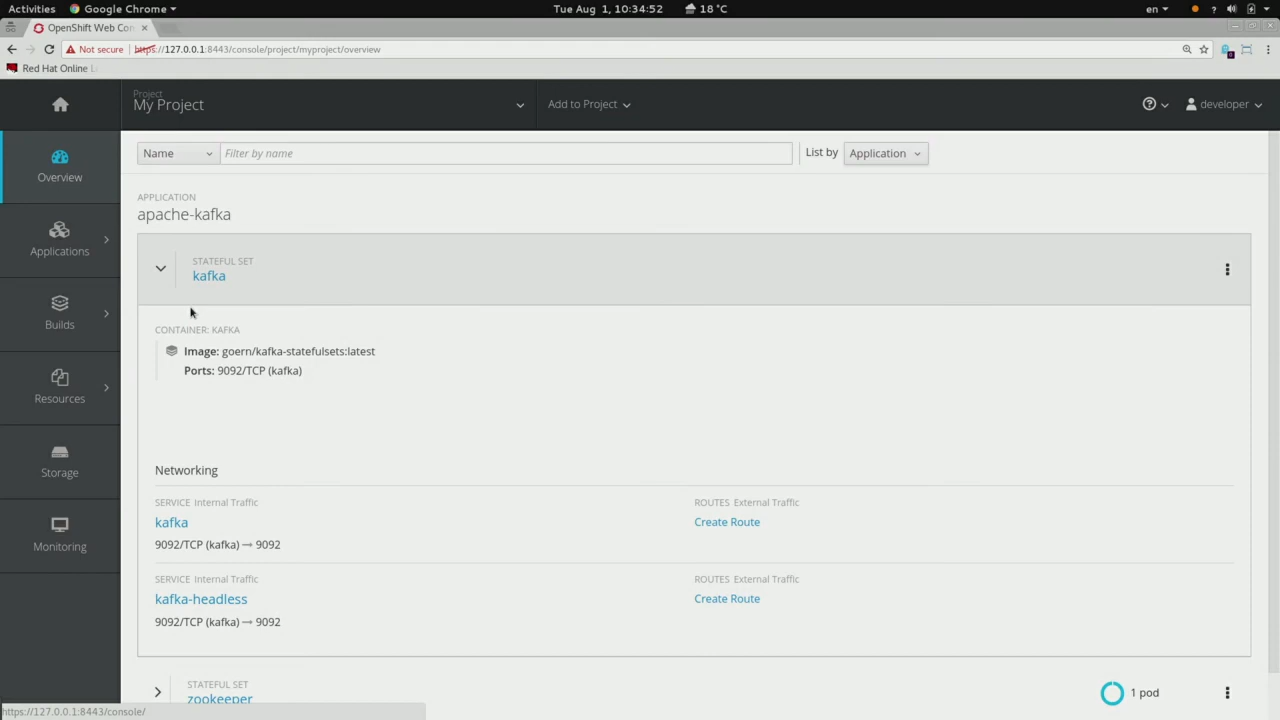 Activities Google Chrome Tue Aug 1, 10:34:52 18 °C en
OpenShift Web Con
Not secure https://127.0.0.1:8443/console/project/myproject/overview
Red Hat Online L
Project
My Project
Add to Project
developer
Name
Filter by name
List by
Application
Overview
Applications
Builds
Resources
Storage
Monitoring
APPLICATION
apache-kafka
STATEFUL SET
kafka
CONTAINER: KAFKA
Image: goern/kafka-statefulsets:latest
Ports: 9092/TCP (kafka)
Networking
SERVICE Internal Traffic
ROUTES External Traffic
kafka
Create Route
9092/TCP (kafka) → 9092
SERVICE Internal Traffic
ROUTES External Traffic
kafka-headless
Create Route
9092/TCP (kafka) → 9092
STATEFUL SET
zookeeper
1 pod
https://127.0.0.1:8443/console/